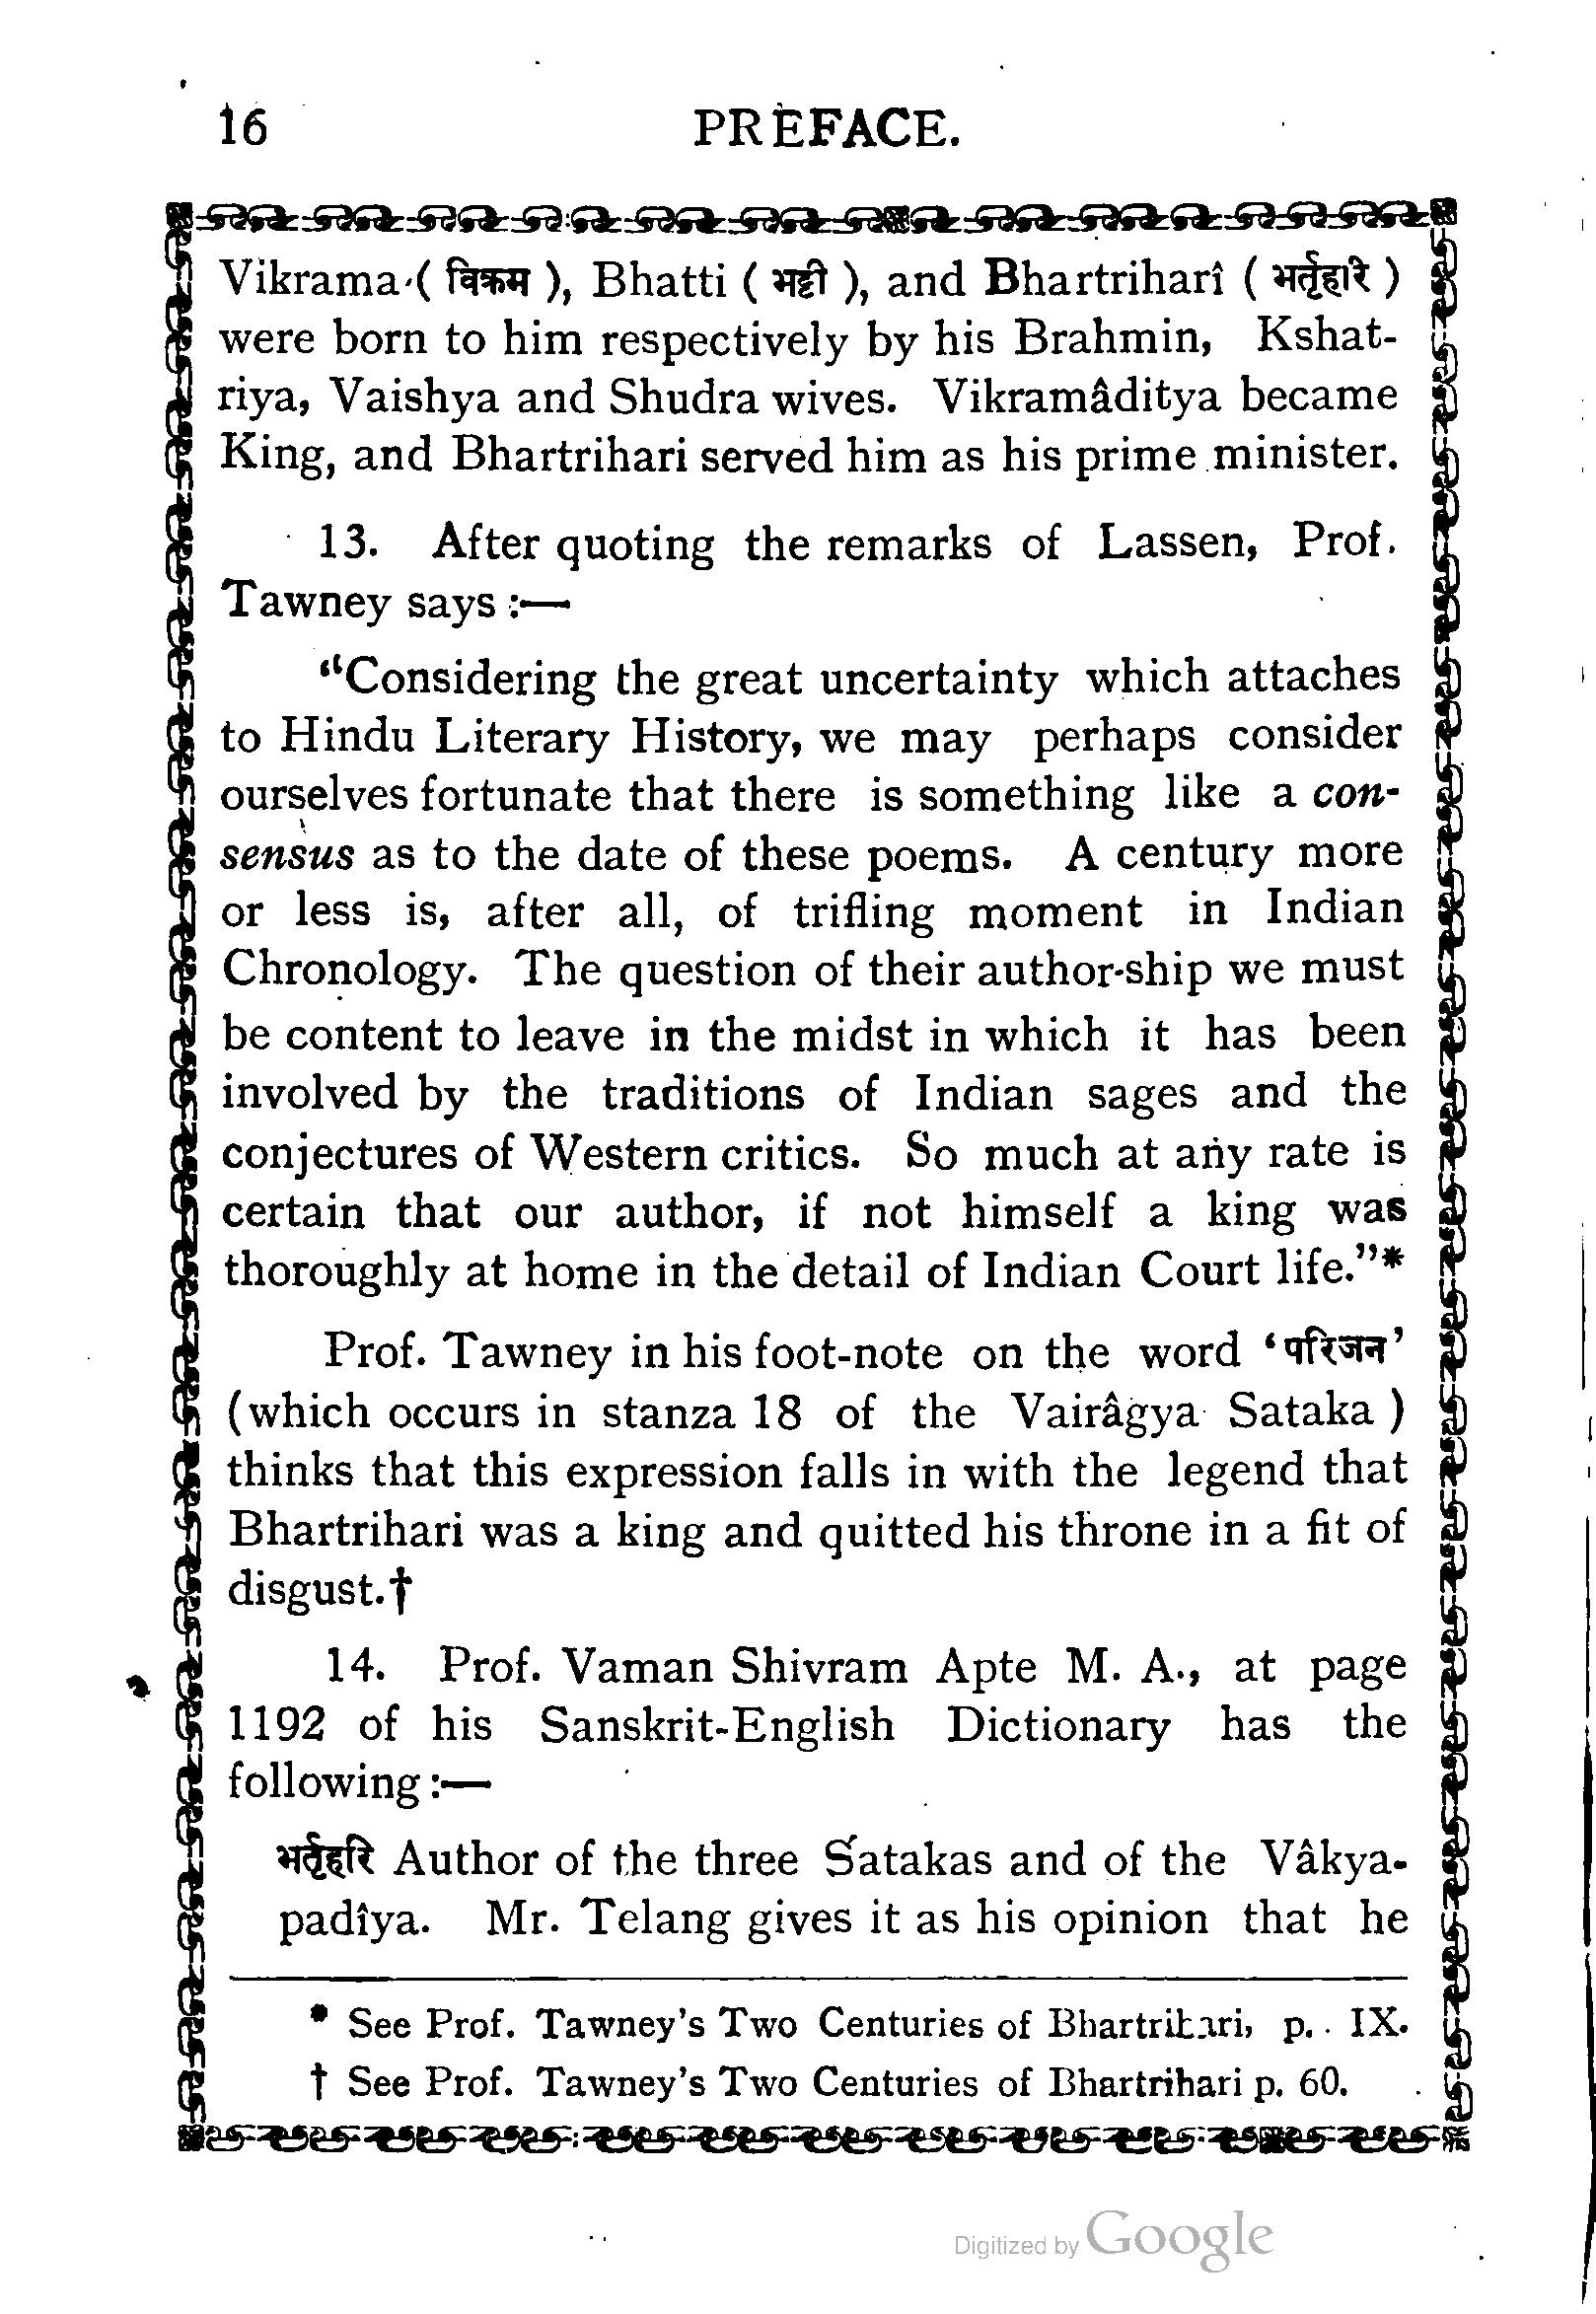 16 PREFACE.
Vikrama ( विक्रम ), Bhatti ( भट्टी ), and Bhartriharî ( भर्तृहारि )
were born to him respectively by his Brahmin, Kshat-
riya, Vaishya and Shudra wives. Vikramâditya became
King, and Bhartrihari served him as his prime minister.
13. After quoting the remarks of Lassen, Prof.
Tawney says :—
"Considering the great uncertainty which attaches
to Hindu Literary History, we may perhaps consider
ourselves fortunate that there is something like a con-
sensus as to the date of these poems. A century more
or less is, after all, of trifling moment in Indian
Chronology. The question of their author-ship we must
be content to leave in the midst in which it has been
involved by the traditions of Indian sages and the
conjectures of Western critics. So much at any rate is
certain that our author, if not himself a king was
thoroughly at home in the detail of Indian Court life."*
Prof. Tawney in his foot-note on the word ‘परिजन’
(which occurs in stanza 18 of the Vairâgya Sataka )
thinks that this expression falls in with the legend that
Bhartrihari was a king and quitted his throne in a fit of
disgust.†
14. Prof. Vaman Shivram Apte M. A., at page
1192 of his Sanskrit-English Dictionary has the
following :—
भर्तृहरि Author of the three Śatakas and of the Vâkya-
padîya. Mr. Telang gives it as his opinion that he
* See Prof. Tawney's Two Centuries of Bhartrihari, p. IX.
† See Prof. Tawney's Two Centuries of Bhartrihari p. 60.
Digitized by Google